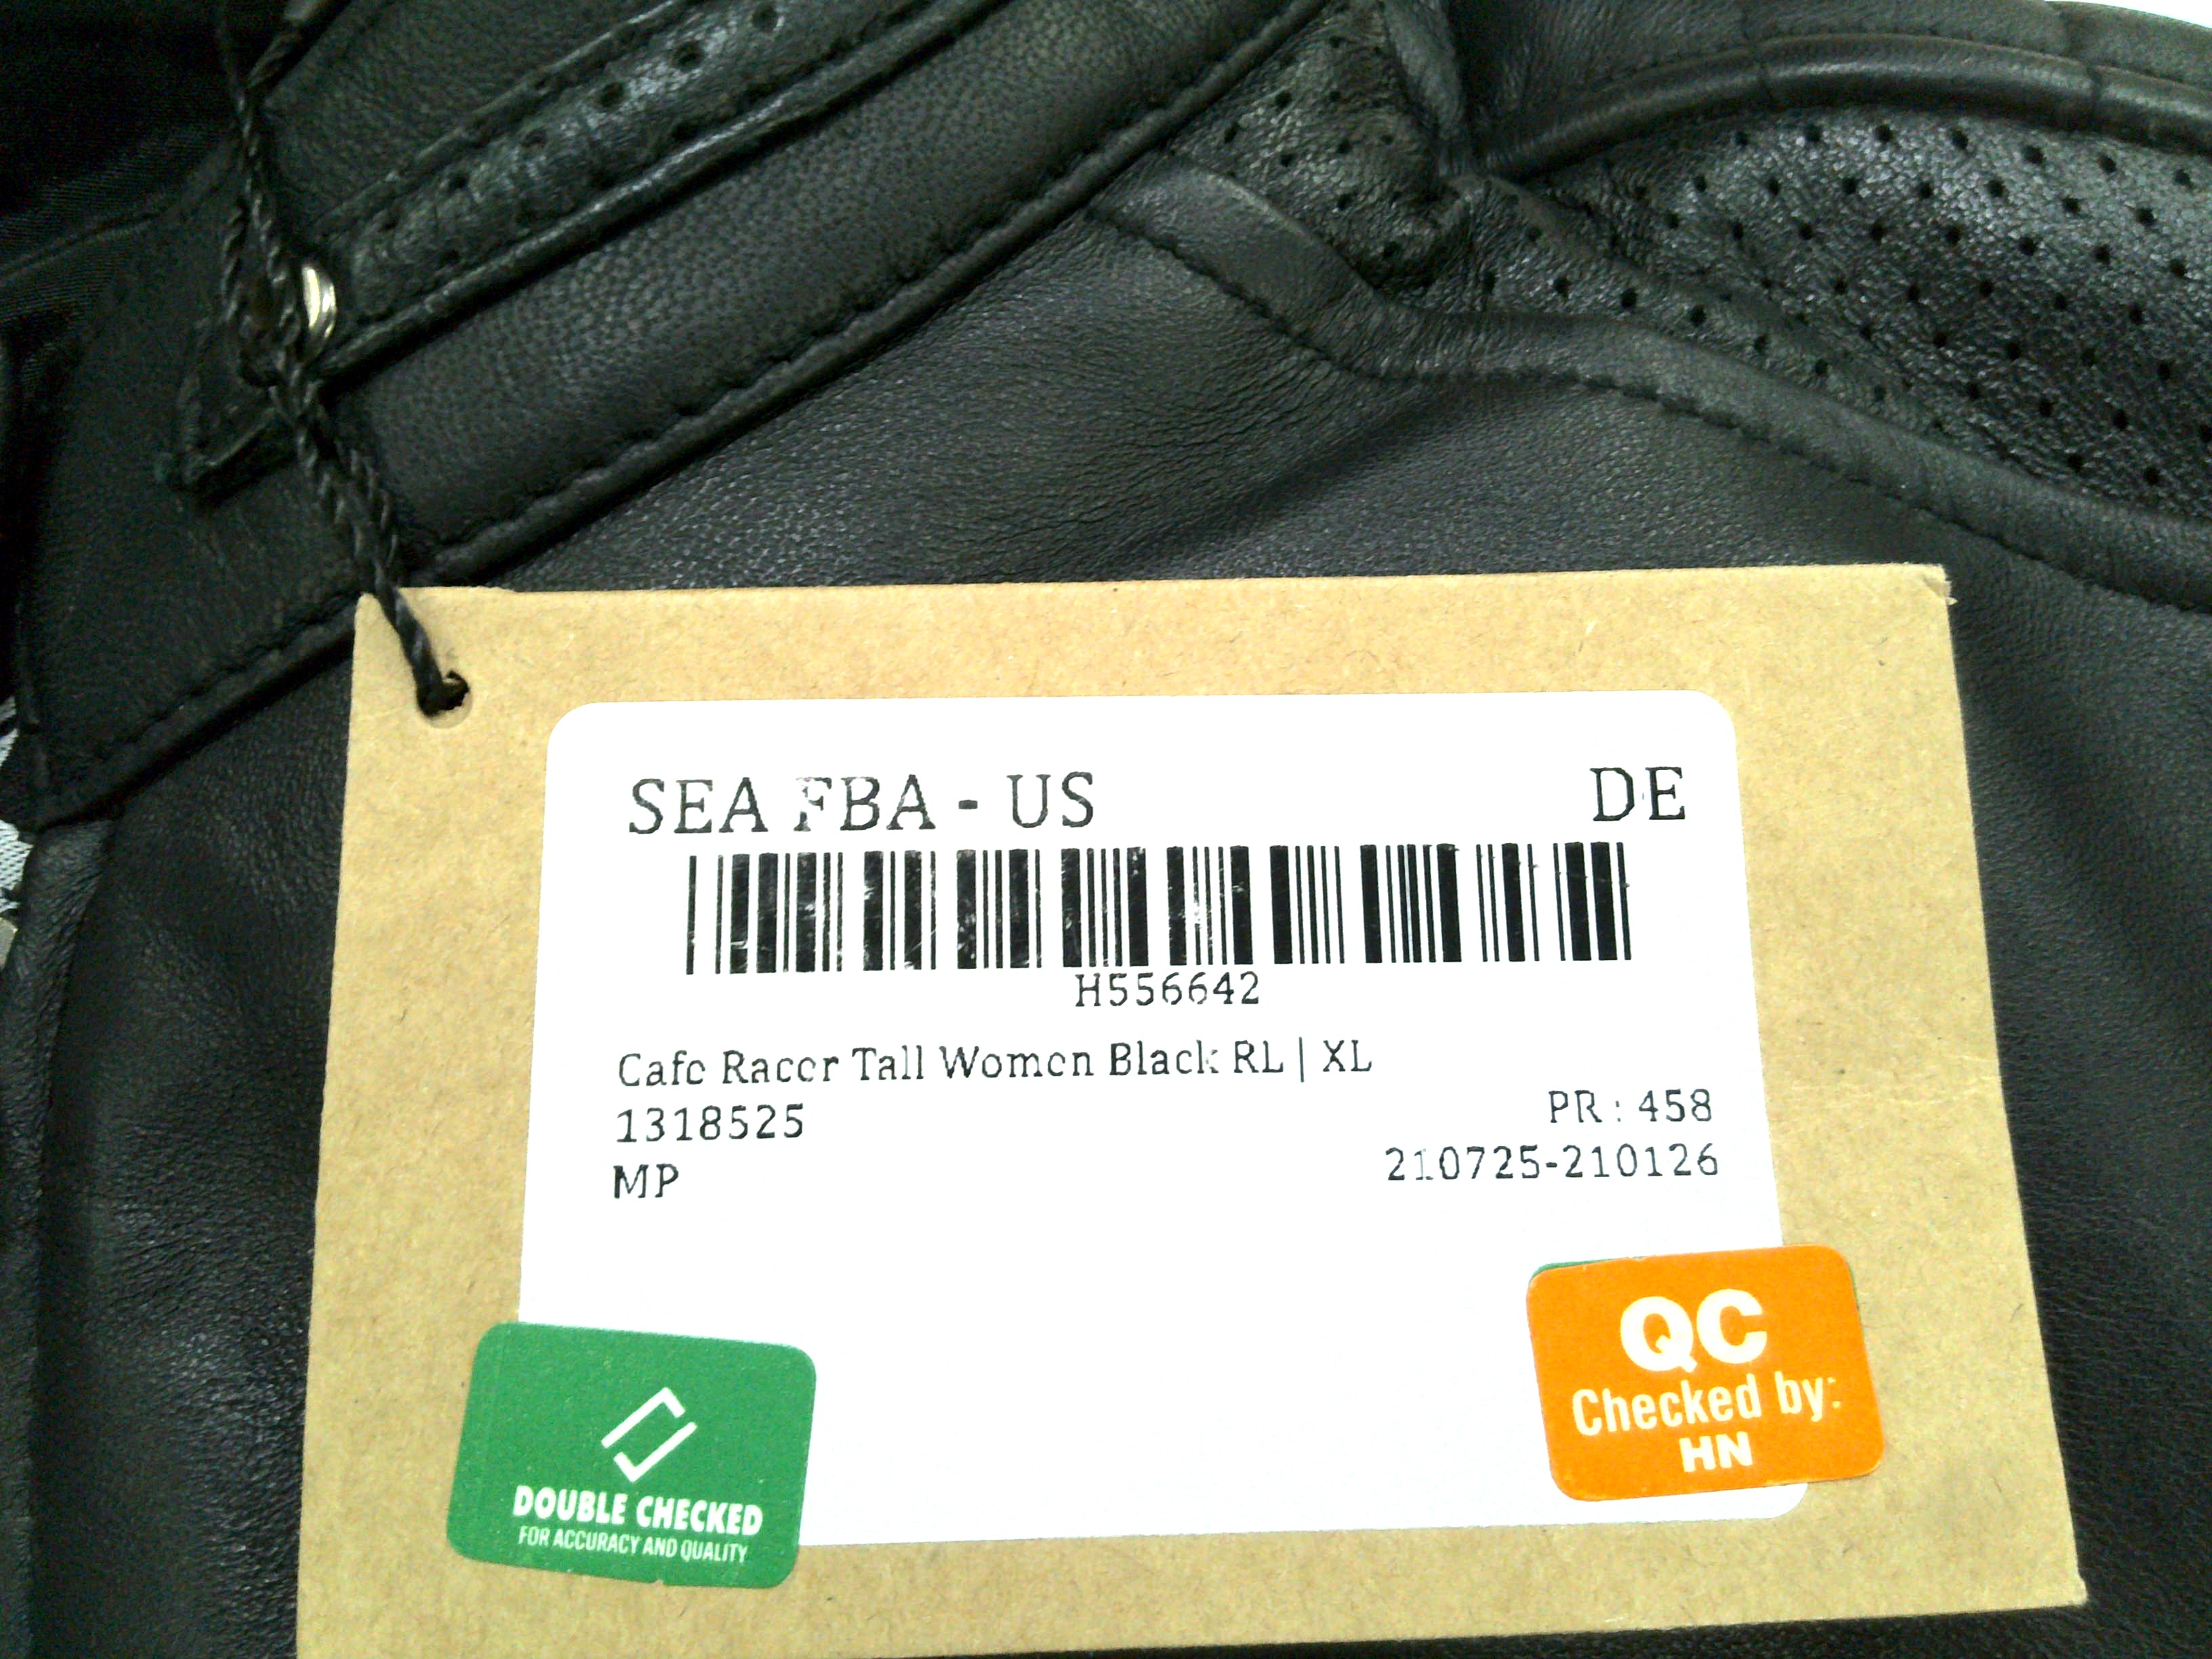 SEA FBA - US DE
H556642
Cafe Racer Tall Women Black RL | XL
1318525 PR : 458
MP 210725-210126
QC
Checked by:
HN
DOUBLE CHECKED
FOR ACCURACY AND QUALITY